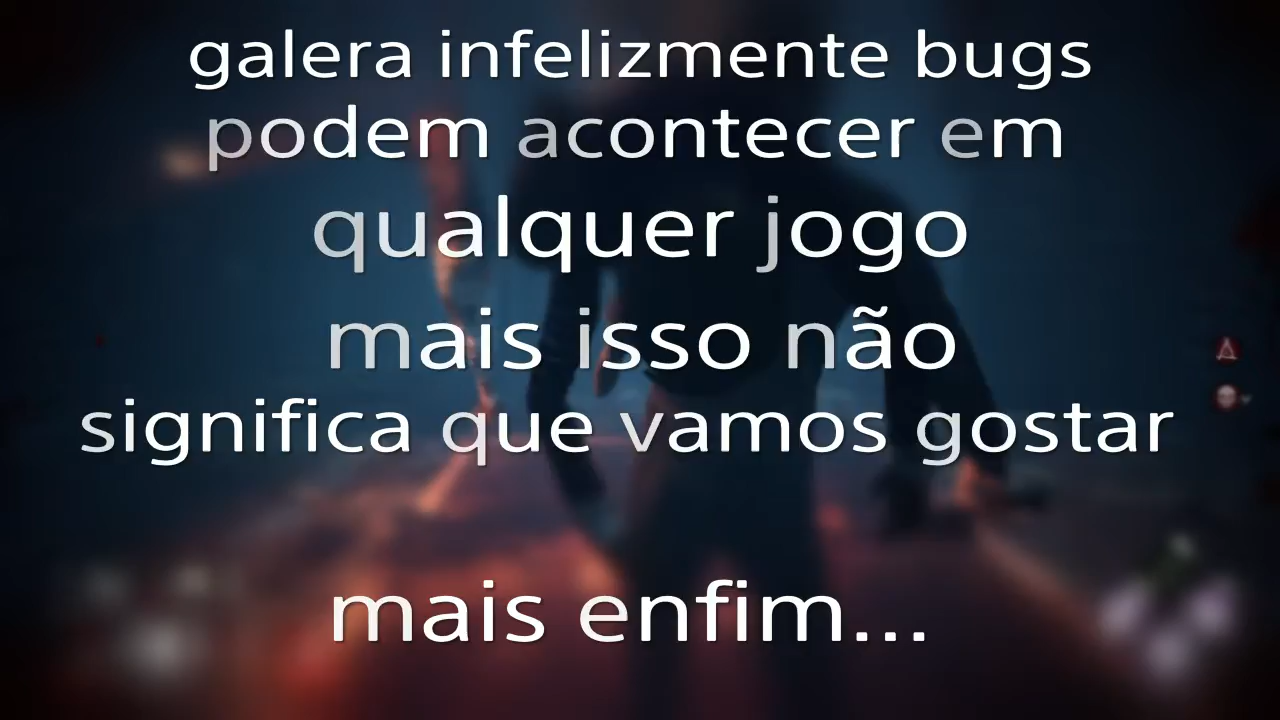 galera infelizmente bugs
podem acontecer em
qualquer jogo
mais isso não
significa que vamos gostar
mais enfim...